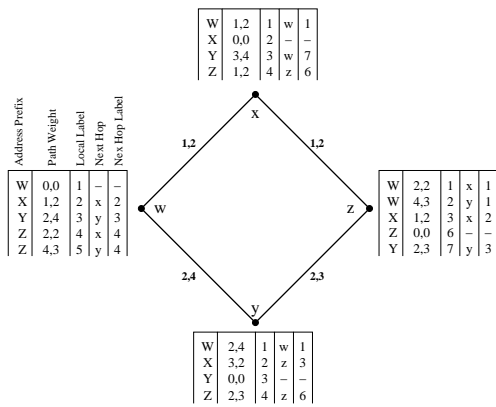 W 1,2 1 w 1
X 0,0 2 – –
Y 3,4 3 w 7
Z 1,2 4 z 6
x
1,2
1,2
Address Prefix
Path Weight
Local Label
Next Hop
Nex Hop Label
W 0,0 1 – –
X 1,2 2 x 2
Y 2,4 3 y 3
Z 2,2 4 x 4
Z 4,3 5 y 4
w
z
W 2,2 1 x 1
W 4,3 2 y 1
X 1,2 3 x 2
Z 0,0 6 – –
Y 2,3 7 y 3
2,4
2,3
y
W 2,4 1 w 1
X 3,2 2 z 3
Y 0,0 3 – –
Z 2,3 4 z 6